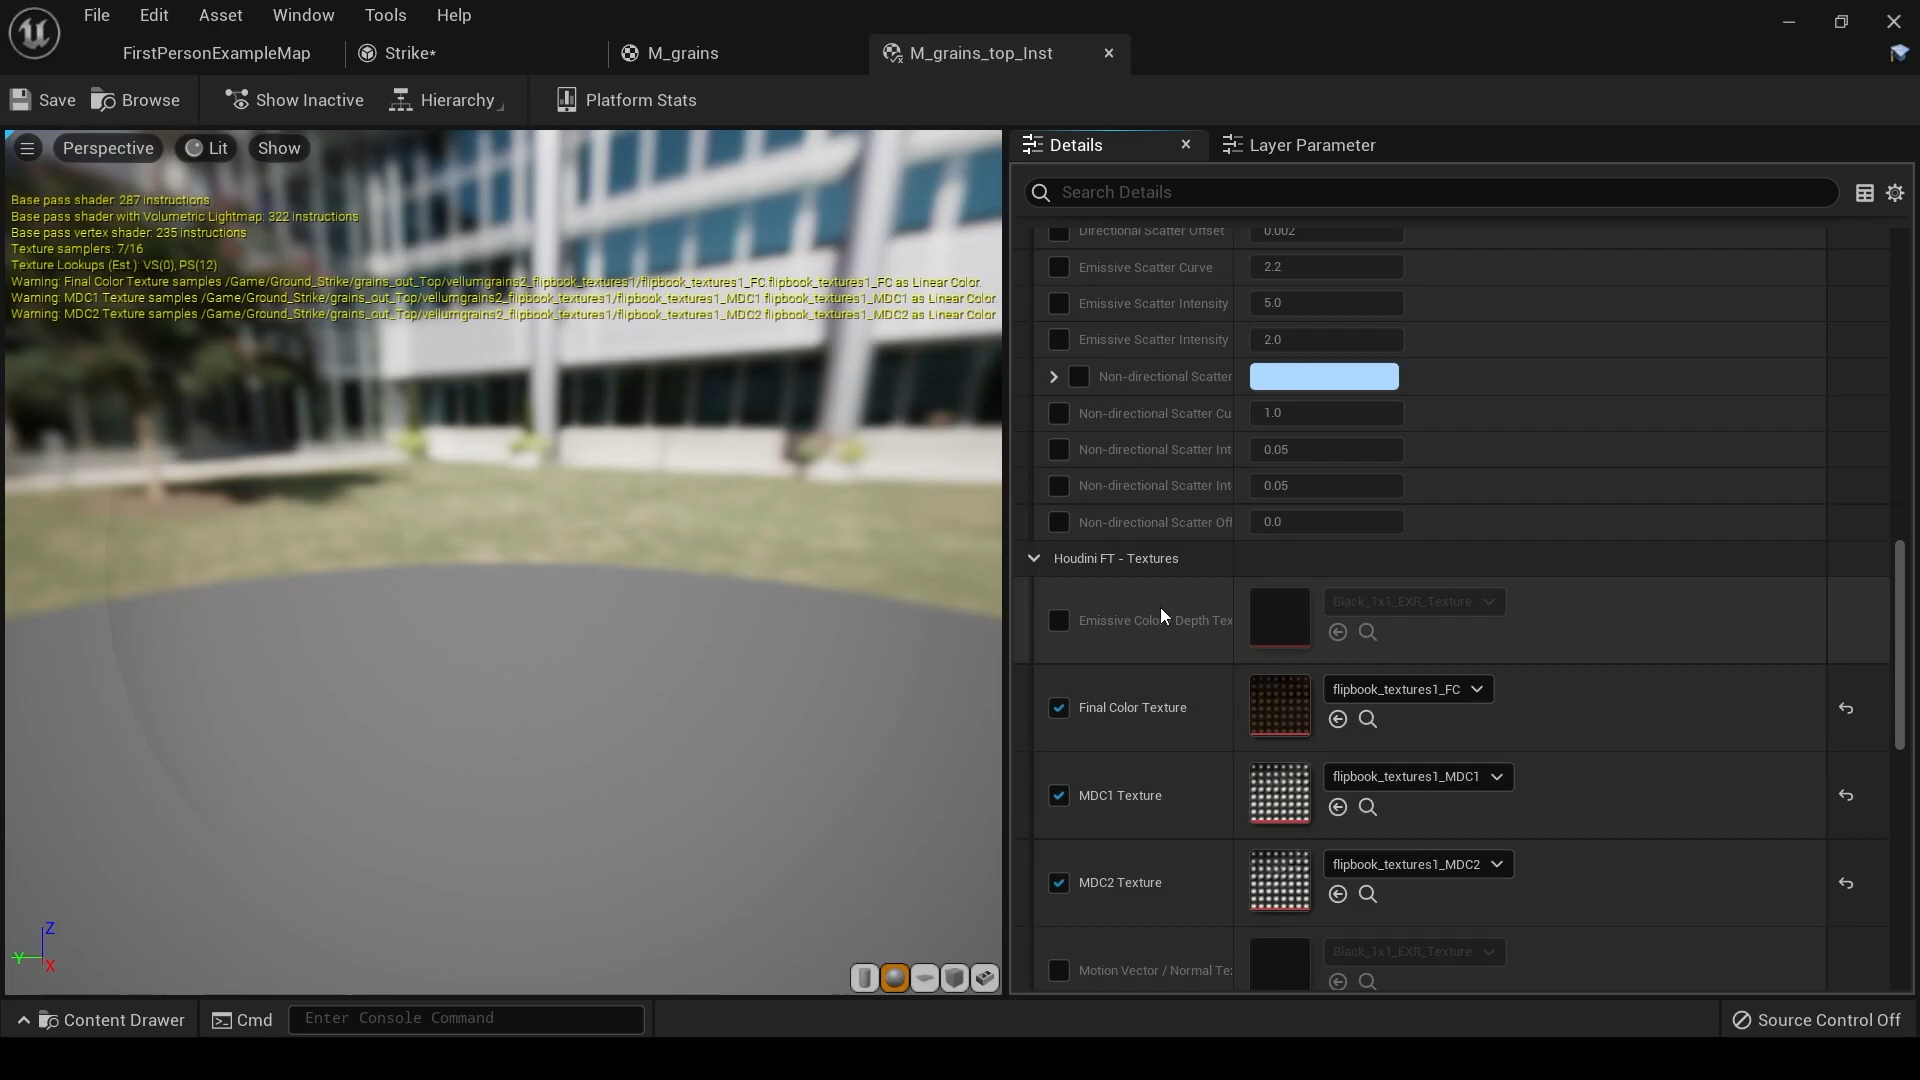 File Edit Asset Window Tools Help
FirstPersonExampleMap Strike* M_grains M_grains_top_Inst
Save Browse Show Inactive Hierarchy Platform Stats
Perspective Lit Show
Base pass shader: 287 instructions
Base pass shader with Volumetric Lightmap: 322 instructions
Base pass vertex shader: 235 instructions
Texture samplers: 7/16
Texture Lookups (Est.): VS(0), PS(12)
Warning: Final Color Texture samples /Game/Ground_Strike/grains_out_Top/vellumgrains2_flipbook_textures1/flipbook_textures1_FC.flipbook_textures1_FC as Linear Color.
Warning: MDC1 Texture samples /Game/Ground_Strike/grains_out_Top/vellumgrains2_flipbook_textures1/flipbook_textures1_MDC1.flipbook_textures1_MDC1 as Linear Color.
Warning: MDC2 Texture samples /Game/Ground_Strike/grains_out_Top/vellumgrains2_flipbook_textures1/flipbook_textures1_MDC2.flipbook_textures1_MDC2 as Linear Color
Z
Y
X
Details Layer Parameter
Search Details
Directional Scatter Offset 0.002
Emissive Scatter Curve 2.2
Emissive Scatter Intensity 5.0
Emissive Scatter Intensity 2.0
Non-directional Scatter
Non-directional Scatter Cu 1.0
Non-directional Scatter Int 0.05
Non-directional Scatter Int 0.05
Non-directional Scatter Off 0.0
Houdini FT - Textures
Black_1x1_EXR_Texture
Emissive Colo Depth Tex
flipbook_textures1_FC
Final Color Texture
flipbook_textures1_MDC1
MDC1 Texture
flipbook_textures1_MDC2
MDC2 Texture
Black_1x1_EXR_Texture
Motion Vector / Normal Te
Content Drawer Cmd Enter Console Command Source Control Off